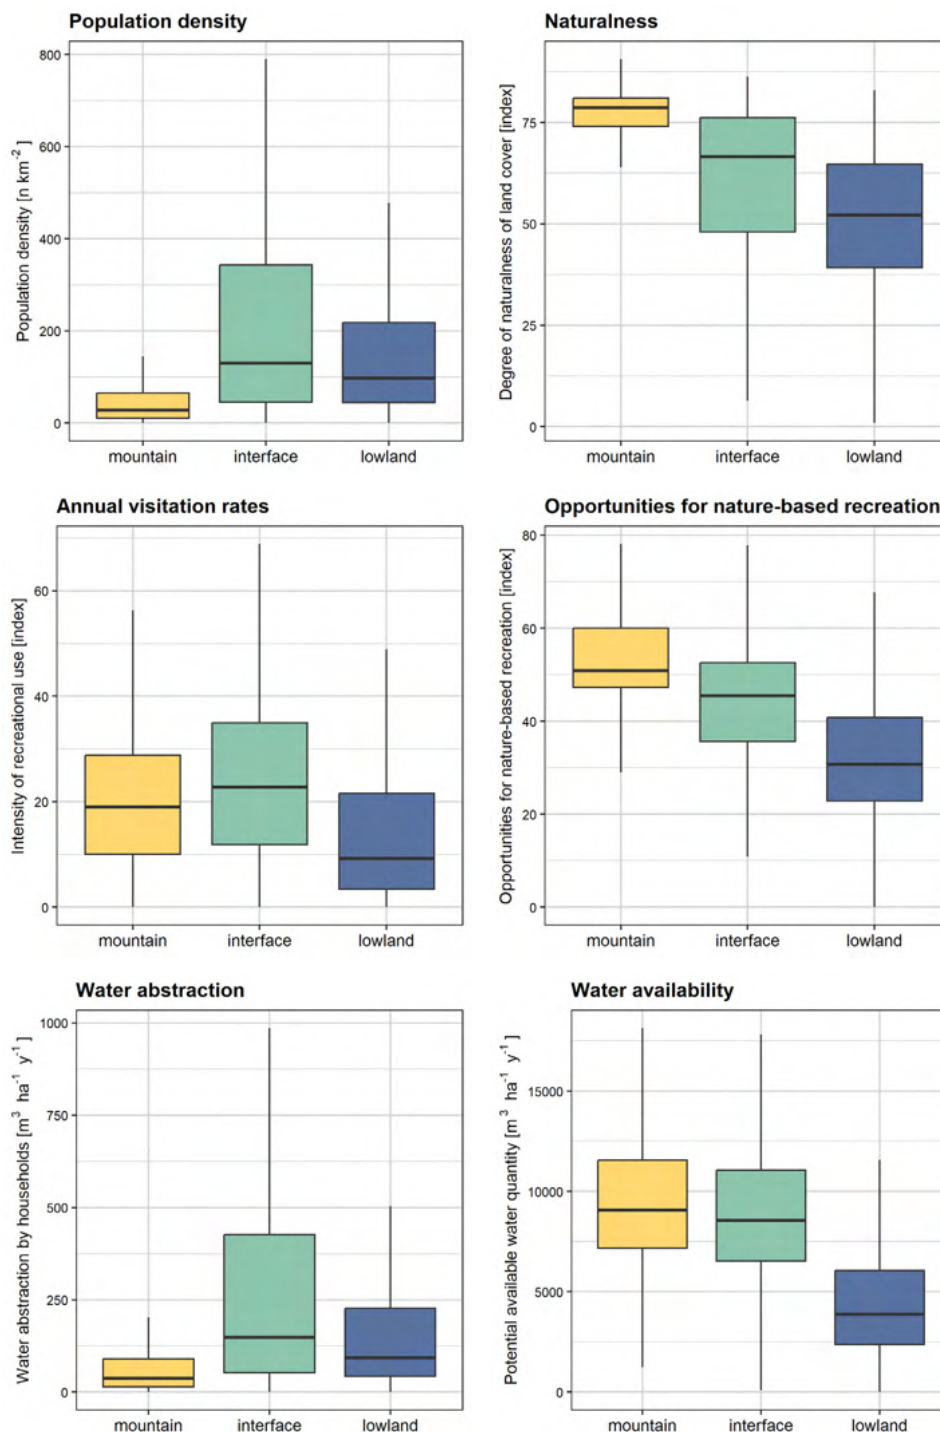 Population density
Population density [n km⁻²]
800
600
400
200
0
mountain interface lowland
Naturalness
Degree of naturalness of land cover [index]
75
50
25
0
mountain interface lowland
Annual visitation rates
Intensity of recreational use [index]
60
40
20
0
mountain interface lowland
Opportunities for nature-based recreation
Opportunities for nature-based recreation [index]
80
60
40
20
0
mountain interface lowland
Water abstraction
Water abstraction by households [m³ ha⁻¹ y⁻¹]
1000
750
500
250
0
mountain interface lowland
Water availability
Potential available water quantity [m³ ha⁻¹ y⁻¹]
15000
10000
5000
0
mountain interface lowland